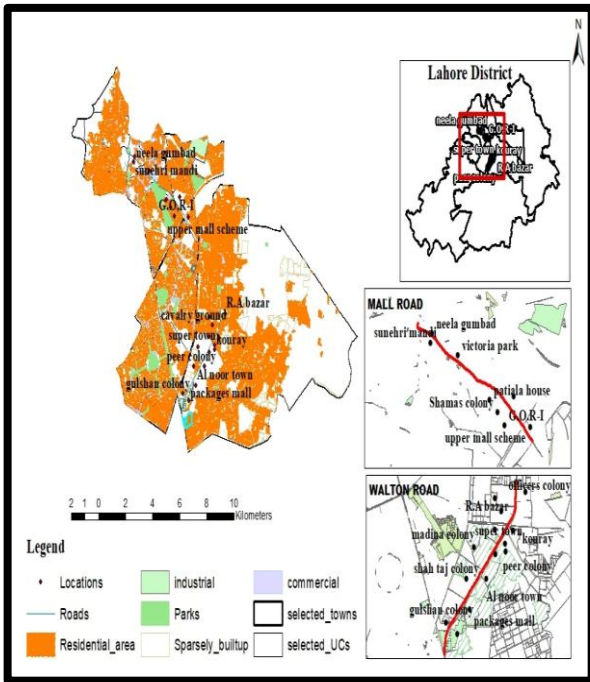 N
neela gumbad
sunehri mandi
G.O.R-I
upper mall scheme
R.A bazar
cavalry ground
super town
kouray
peer colony
Al noor town
gulshan colony
packages mall
2 1 0 2 4 6 8 10
Kilometers
Legend
Locations
industrial
commercial
Roads
Parks
selected_towns
Residential_area
Sparsely_builtup
selected_UCs
Lahore District
neela gumbad
G.O.R-I
super town kouray
R.A bazar
MALL ROAD
neela gumbad
sunehri mandi
victoria park
patiala house
Shamas colony
G.O.R-I
upper mall scheme
WALTON ROAD
officers colony
R.A bazar
super town
madina colony
kouray
peer colony
shah taj colony
Al noor town
gulshan colony
packages mall